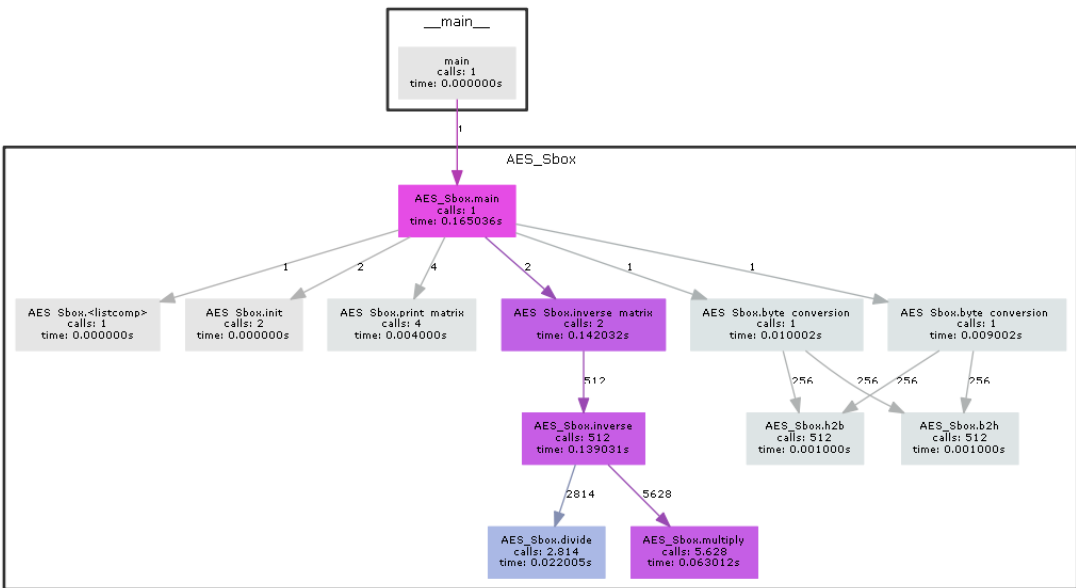 __main__
main
calls: 1
time: 0.000000s
1
AES_Sbox
AES_Sbox.main
calls: 1
time: 0.165036s
1
2
4
2
1
1
AES_Sbox.<listcomp>
calls: 1
time: 0.000000s
AES_Sbox.init
calls: 2
time: 0.000000s
AES_Sbox.print_matrix
calls: 4
time: 0.004000s
AES_Sbox.inverse_matrix
calls: 2
time: 0.142032s
AES_Sbox.byte_conversion
calls: 1
time: 0.010002s
AES_Sbox.byte_conversion
calls: 1
time: 0.009002s
512
256
256
256
256
AES_Sbox.inverse
calls: 512
time: 0.139031s
AES_Sbox.h2b
calls: 512
time: 0.001000s
AES_Sbox.b2h
calls: 512
time: 0.001000s
2814
5628
AES_Sbox.divide
calls: 2.814
time: 0.022005s
AES_Sbox.multiply
calls: 5.628
time: 0.063012s